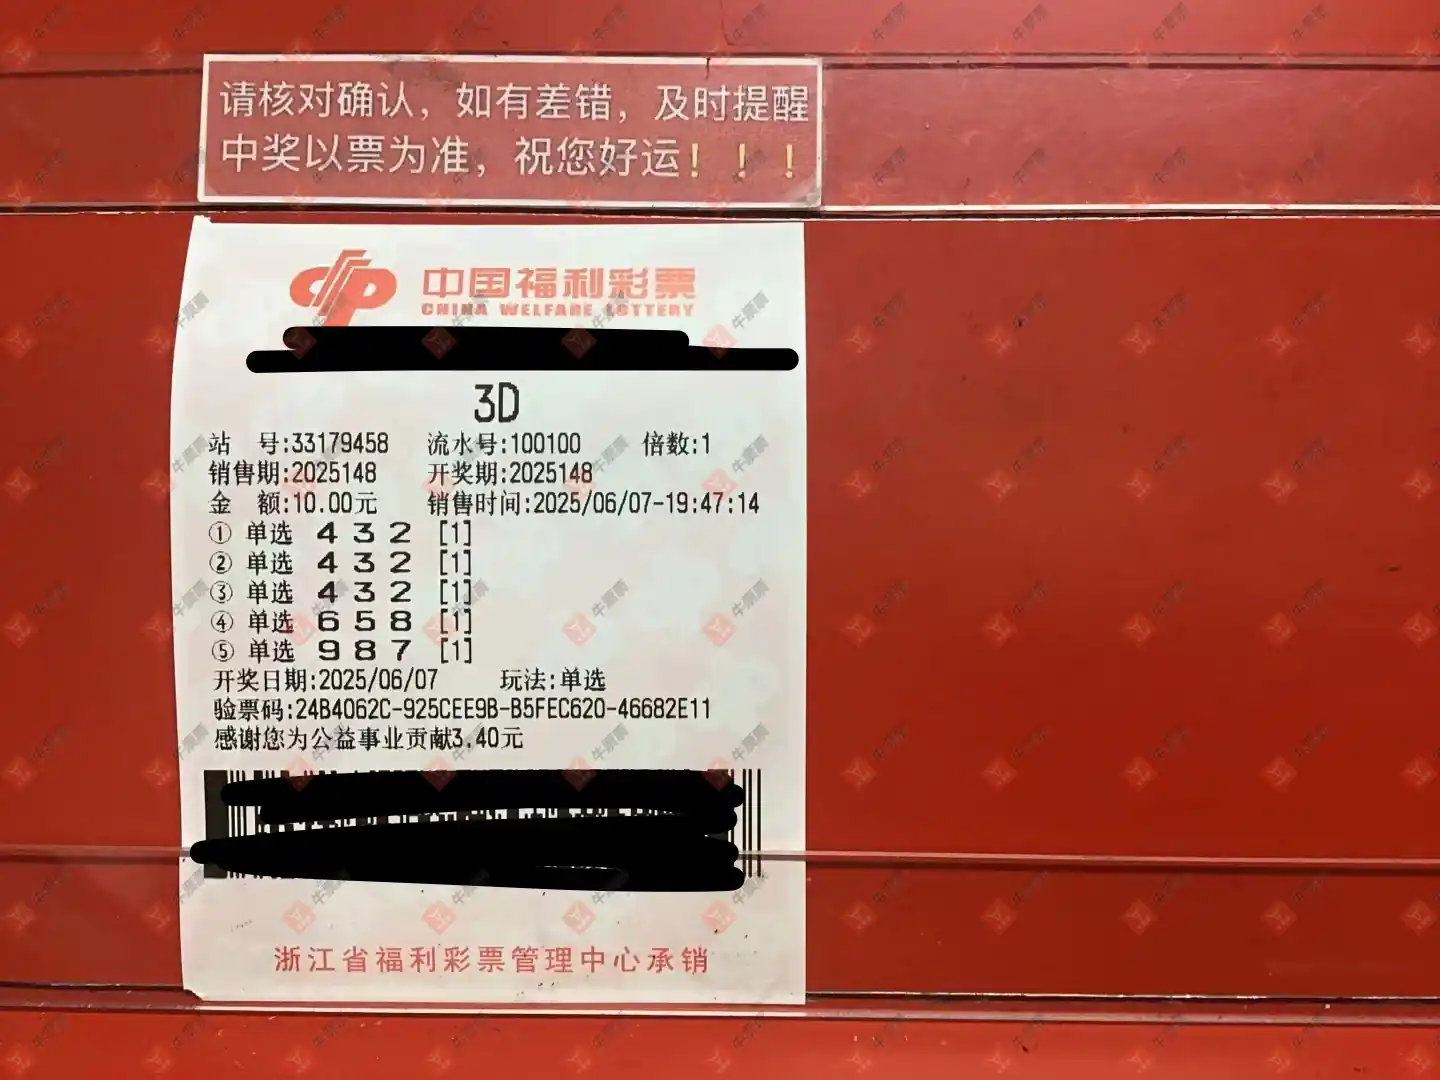 请核对确认，如有差错，及时提醒
中奖以票为准，祝您好运！！！
中国福利彩票
CHINA WELFARE LOTTERY
3D
站 号:33179458 流水号:100100 倍数:1
销售期:2025148 开奖期:2025148
金 额:10.00元 销售时间:2025/06/07-19:47:14
① 单选 4 3 2 [1]
② 单选 4 3 2 [1]
③ 单选 4 3 2 [1]
④ 单选 6 5 8 [1]
⑤ 单选 9 8 7 [1]
开奖日期:2025/06/07 玩法:单选
验票码:24B4062C-925CEE9B-B5FEC620-46682E11
感谢您为公益事业贡献3.40元
浙江省福利彩票管理中心承销
牛票票